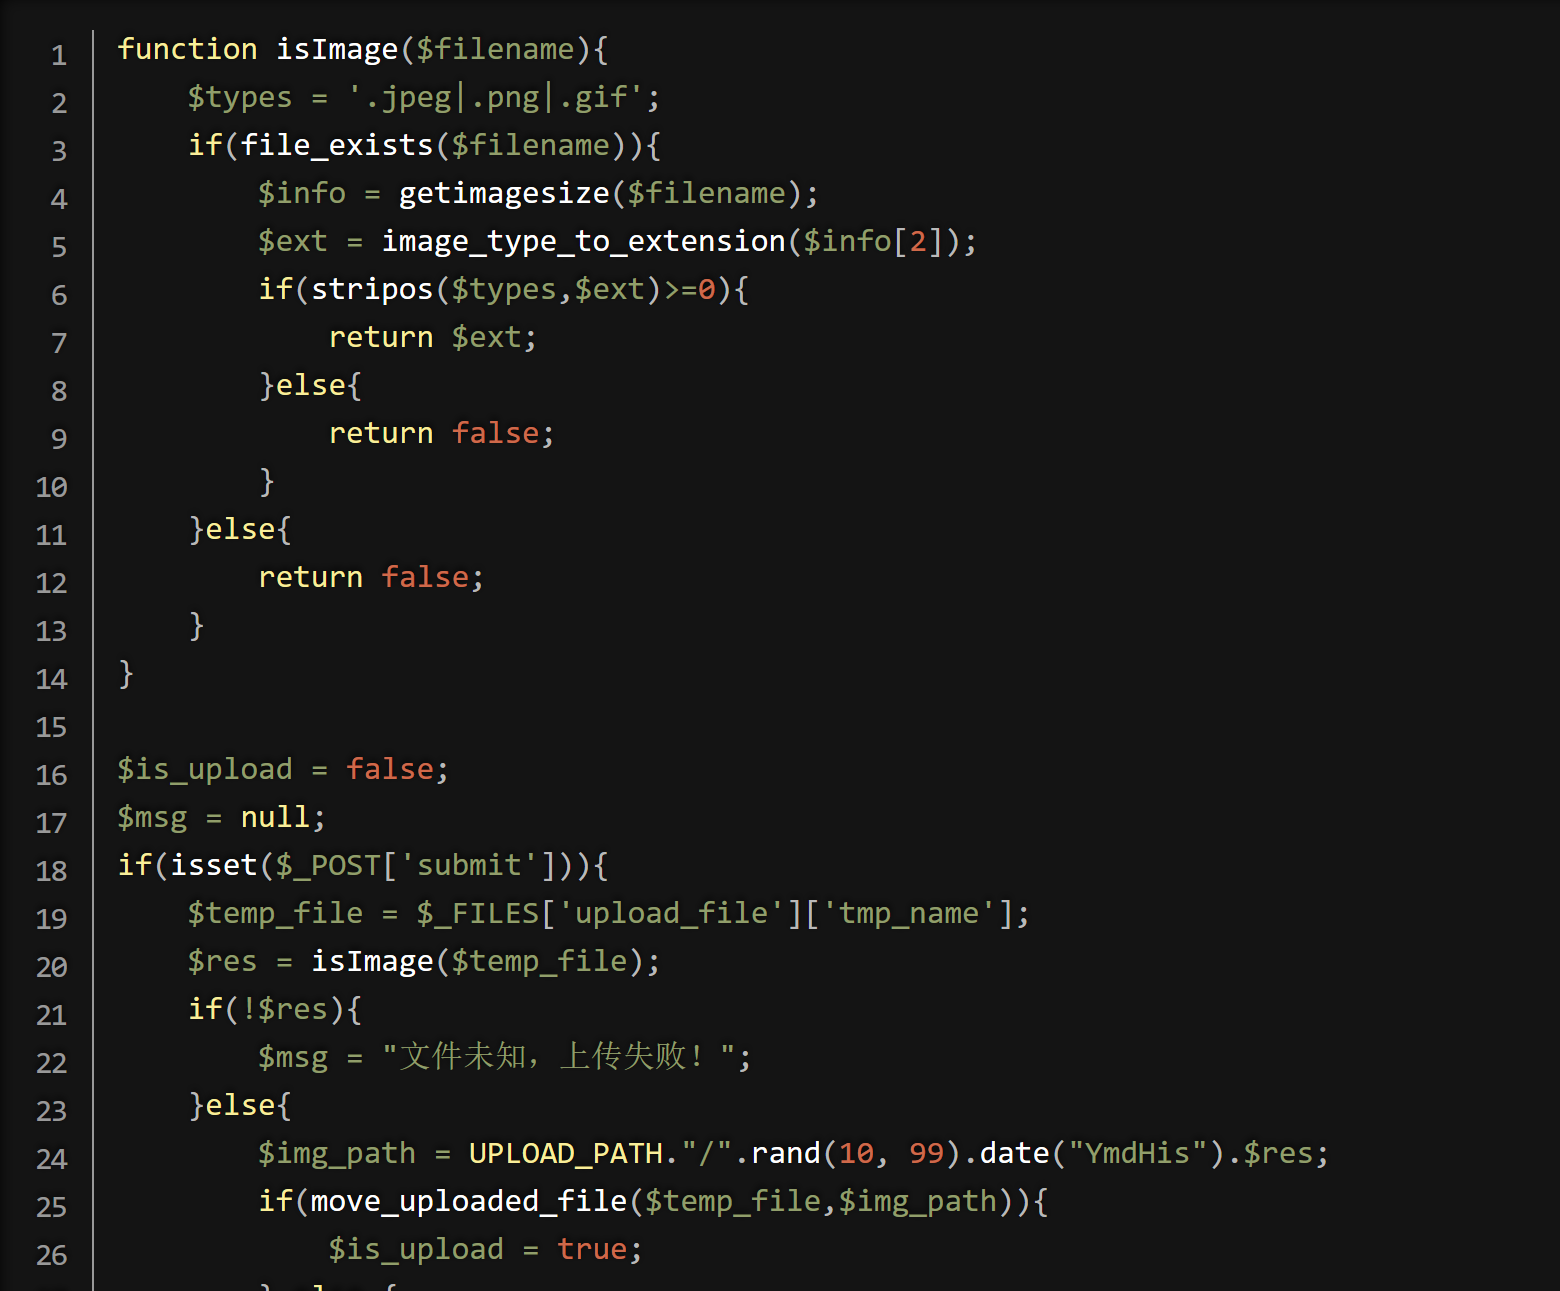 1 function isImage($filename){
2     $types = '.jpeg|.png|.gif';
3     if(file_exists($filename)){
4         $info = getimagesize($filename);
5         $ext = image_type_to_extension($info[2]);
6         if(stripos($types,$ext)>=0){
7             return $ext;
8         }else{
9             return false;
10         }
11     }else{
12         return false;
13     }
14 }
15
16 $is_upload = false;
17 $msg = null;
18 if(isset($_POST['submit'])){
19     $temp_file = $_FILES['upload_file']['tmp_name'];
20     $res = isImage($temp_file);
21     if(!$res){
22         $msg = "文件未知，上传失败！";
23     }else{
24         $img_path = UPLOAD_PATH."/".rand(10, 99).date("YmdHis").$res;
25         if(move_uploaded_file($temp_file,$img_path)){
26             $is_upload = true;